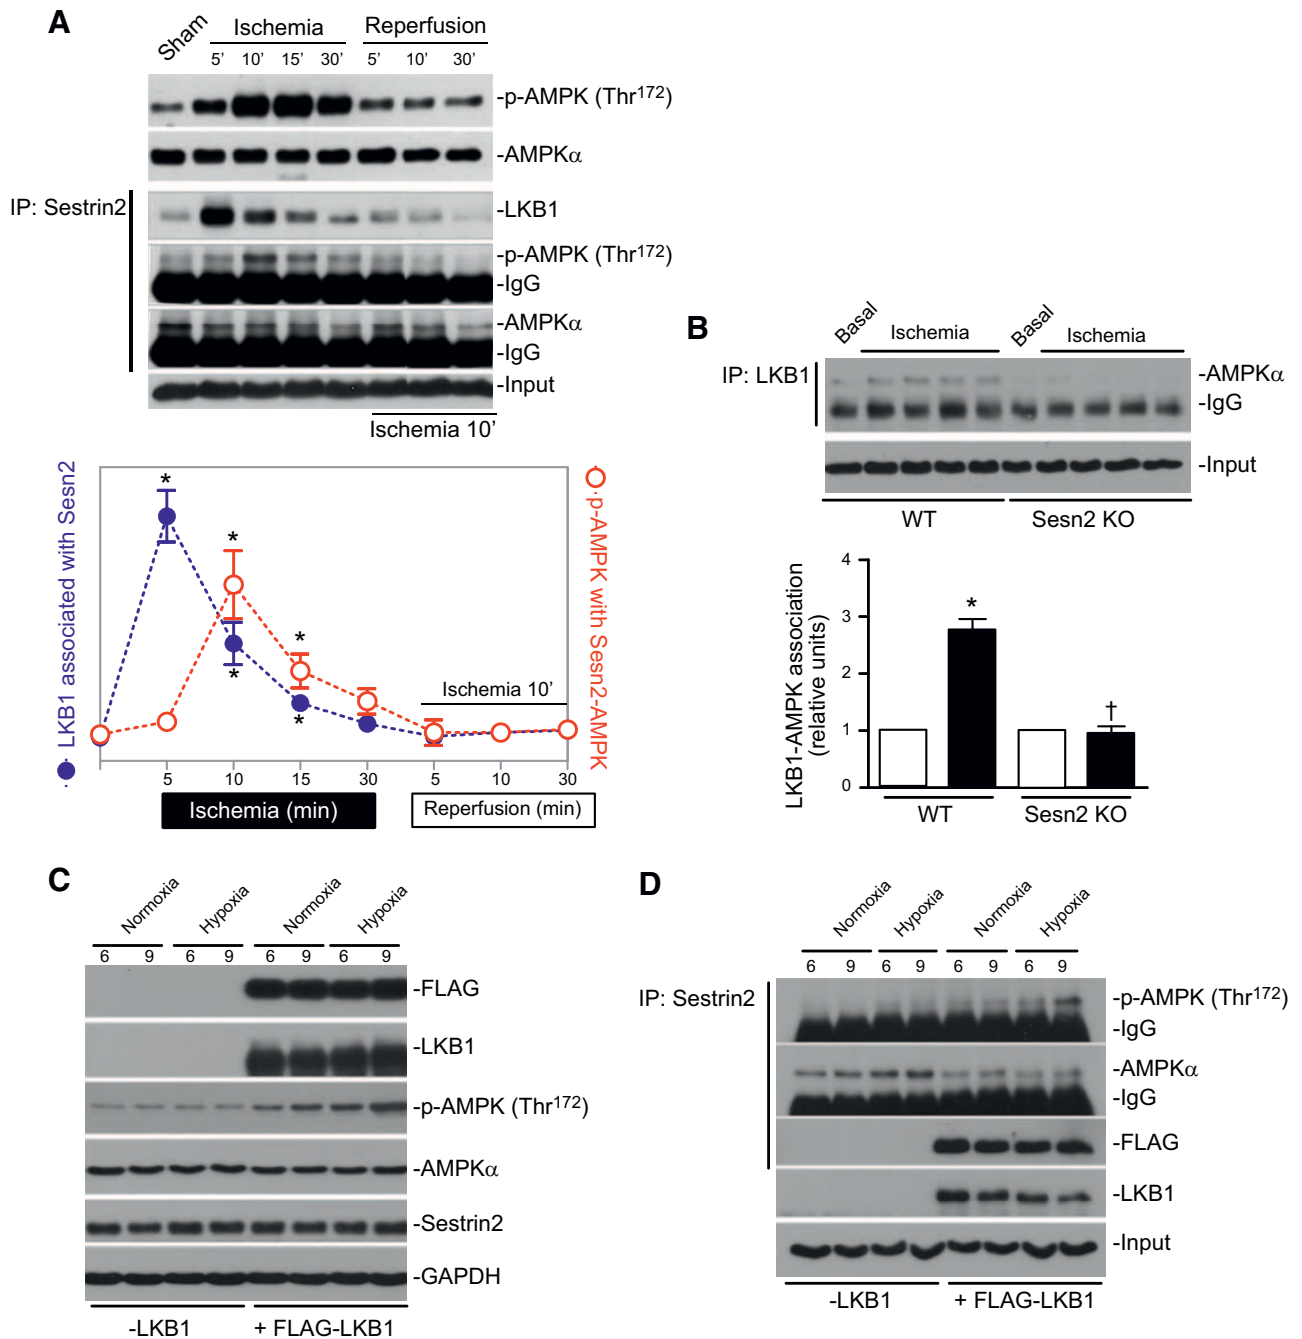 A
Sham
Ischemia
Reperfusion
5’ 10’ 15’ 30’ 5’ 10’ 30’
-p-AMPK (Thr172)
-AMPKα
IP: Sestrin2
-LKB1
-p-AMPK (Thr172)
-IgG
-AMPKα
-IgG
-Input
Ischemia 10’
LKB1 associated with Sesn2
p-AMPK with Sesn2-AMPK
* * * * *
Ischemia 10’
5 10 15 30 5 10 30
Ischemia (min)
Reperfusion (min)
B
Basal
Ischemia
Basal
Ischemia
IP: LKB1
-AMPKα
-IgG
-Input
WT
Sesn2 KO
LKB1-AMPK association
(relative units)
4
3
2
1
0
*
†
WT
Sesn2 KO
C
Normoxia
Hypoxia
Normoxia
Hypoxia
6 9 6 9 6 9 6 9
-FLAG
-LKB1
-p-AMPK (Thr172)
-AMPKα
-Sestrin2
-GAPDH
-LKB1
+ FLAG-LKB1
D
Normoxia
Hypoxia
Normoxia
Hypoxia
6 9 6 9 6 9 6 9
IP: Sestrin2
-p-AMPK (Thr172)
-IgG
-AMPKα
-IgG
-FLAG
-LKB1
-Input
-LKB1
+ FLAG-LKB1